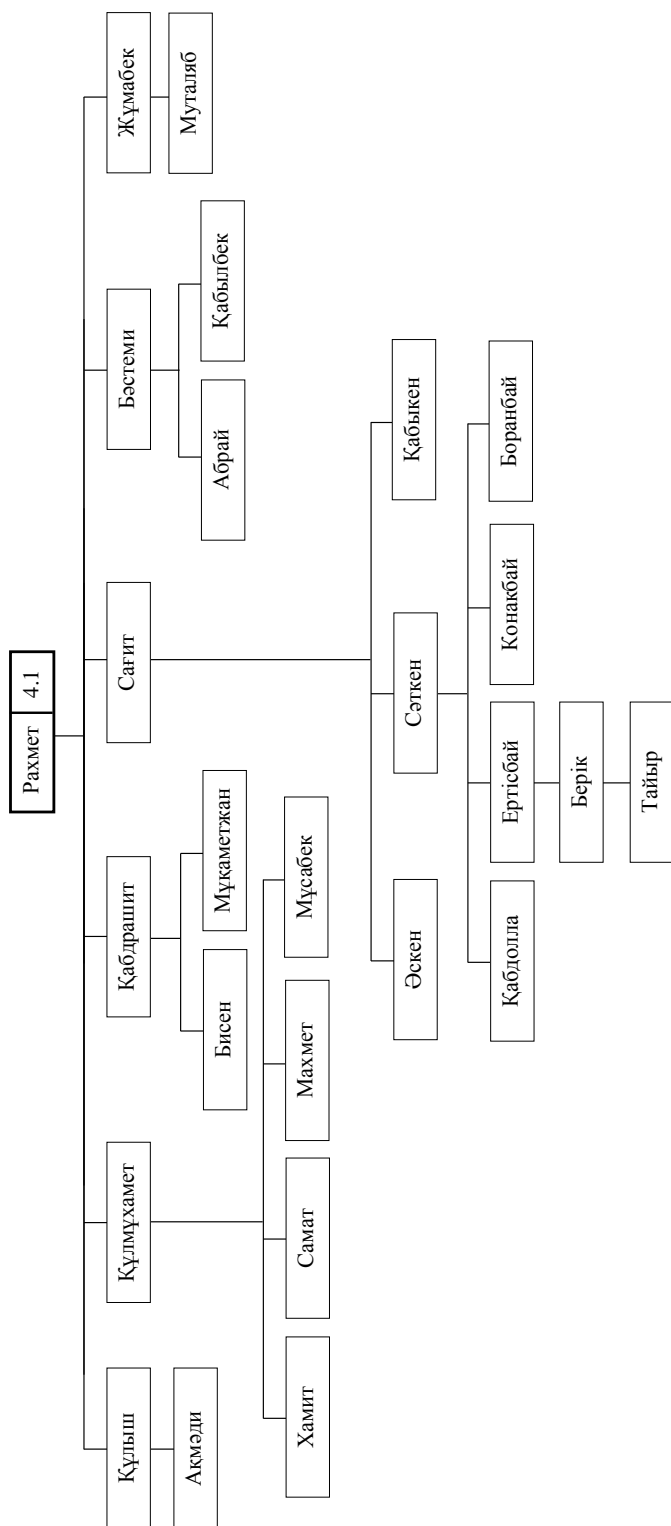 Рахмет 4.1
Құлыш
Құлмұхамет
Қабдрашит
Сағит
Бәстеми
Жұмабек
Ақмәди
Бисен
Мұқаметжан
Абрай
Қабылбек
Муталяб
Хамит
Самат
Махмет
Мұсабек
Әскен
Сәткен
Қабыкен
Қабдолла
Ертісбай
Конакбай
Боранбай
Берік
Тайыр